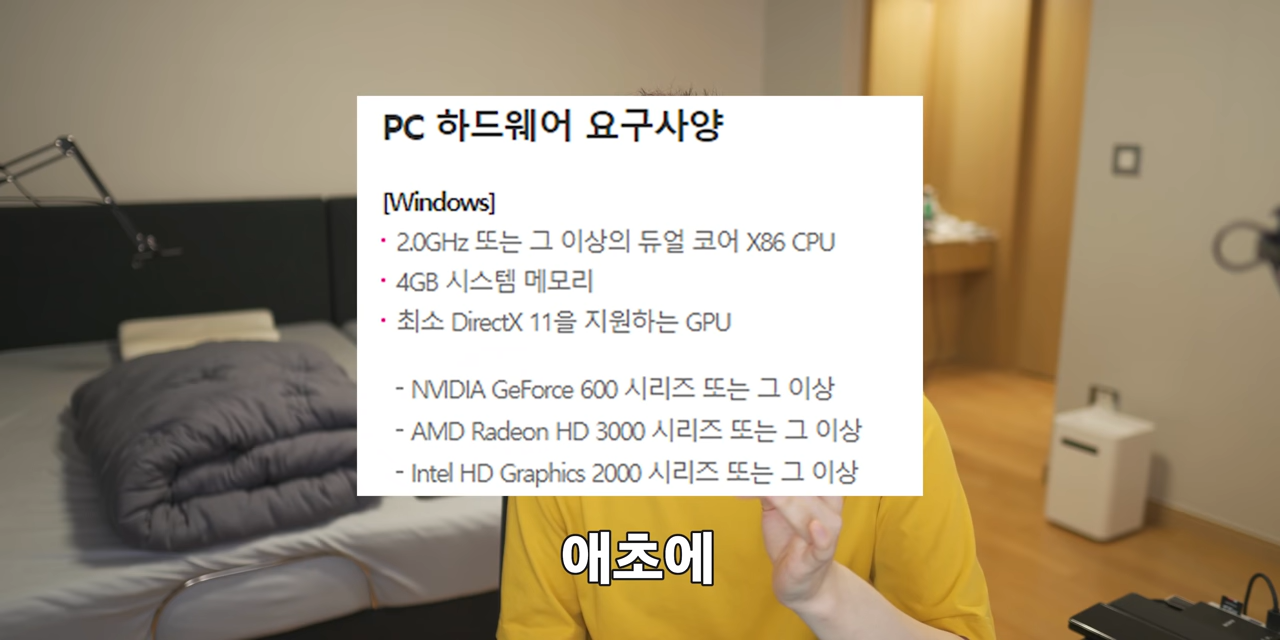 PC 하드웨어 요구사양
[Windows]
· 2.0GHz 또는 그 이상의 듀얼 코어 X86 CPU
· 4GB 시스템 메모리
· 최소 DirectX 11을 지원하는 GPU
- NVIDIA GeForce 600 시리즈 또는 그 이상
- AMD Radeon HD 3000 시리즈 또는 그 이상
- Intel HD Graphics 2000 시리즈 또는 그 이상
애초에